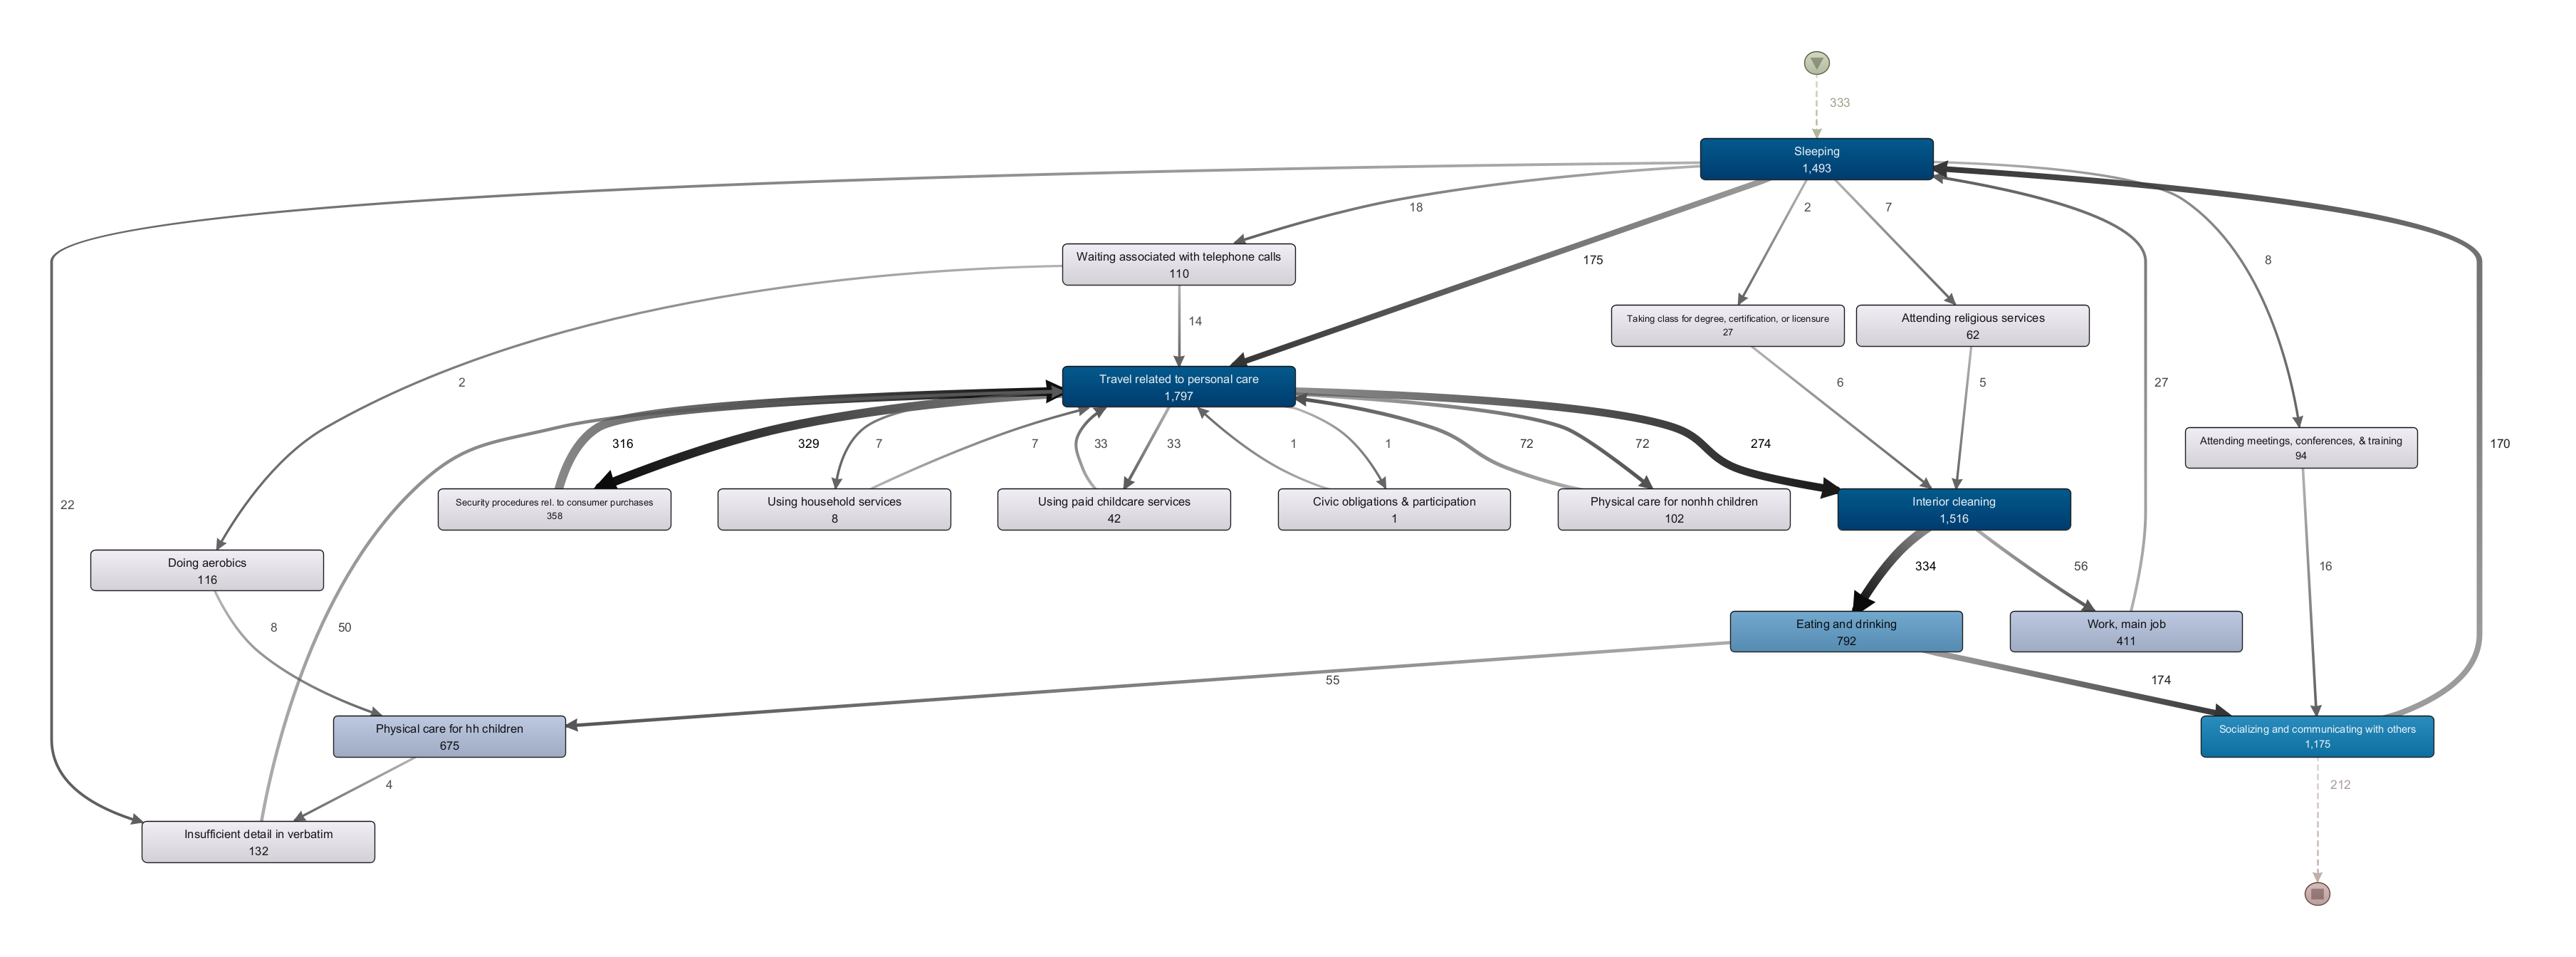 333
Sleeping
1,493
18
2
7
175
8
Waiting associated with telephone calls
110
14
Taking class for degree, certification, or licensure
27
Attending religious services
62
2
Travel related to personal care
1,797
6
5
27
316
329
7
7
33
33
1
1
72
72
274
Attending meetings, conferences, & training
94
170
22
Security procedures rel. to consumer purchases
358
Using household services
8
Using paid childcare services
42
Civic obligations & participation
1
Physical care for nonhh children
102
Interior cleaning
1,516
Doing aerobics
116
334
56
16
8
50
Eating and drinking
792
Work, main job
411
55
174
Physical care for hh children
675
Socializing and communicating with others
1,175
4
212
Insufficient detail in verbatim
132